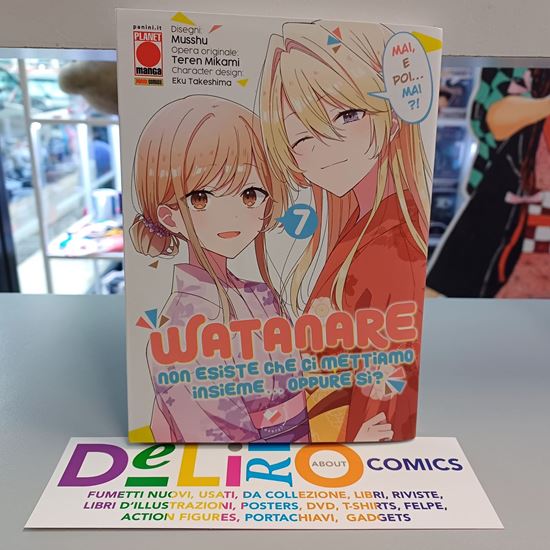 panini.it
PLANET
manga
PANINI COMICS
Disegni:
Musshu
Opera originale:
Teren Mikami
Character design:
Eku Takeshima
MAI,
E
POI...
MAI
?!
7
WATANARE
NON ESISTE CHE CI METTIAMO
INSIEME... OPPURE SÌ?
DeLiRiO
ABOUT
COMICS
FUMETTI NUOVI, USATI, DA COLLEZIONE, LIBRI, RIVISTE,
LIBRI D'ILLUSTRAZIONI, POSTERS, DVD, T-SHIRTS, FELPE,
ACTION FIGURES, PORTACHIAVI, GADGETS